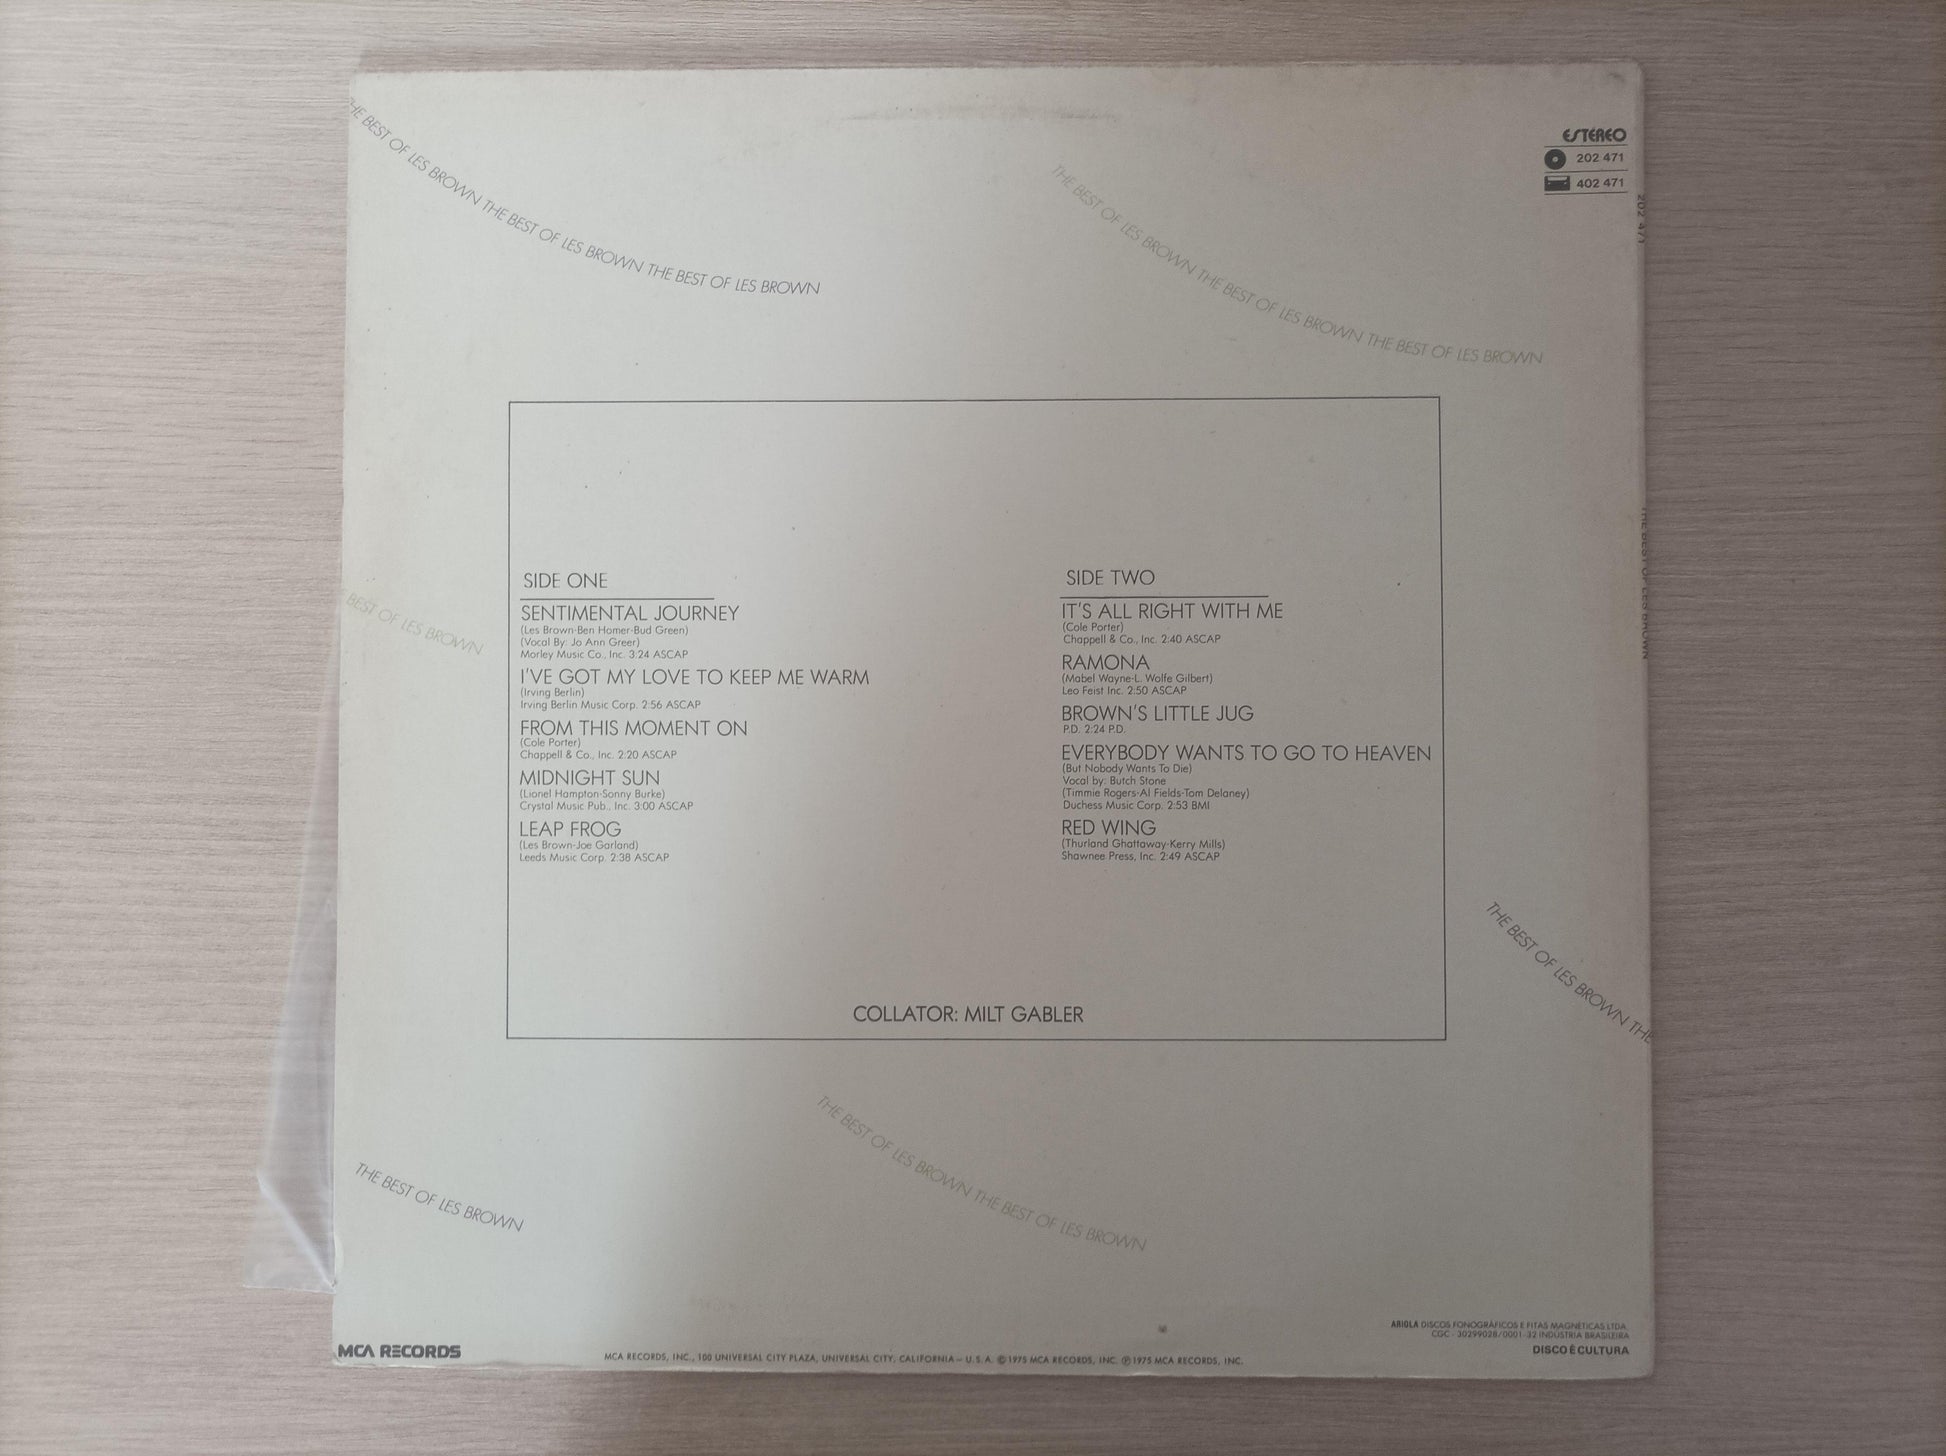 ESTEREO
202 471
402 471
202 471
THE BEST OF LES BROWN THE BEST OF LES BROWN THE BEST OF LES BROWN
THE BEST OF LES BROWN THE BEST OF LES BROWN THE BEST OF LES BROWN
THE BEST OF LES BROWN
BEST OF LES BROWN
SIDE ONE
SENTIMENTAL JOURNEY
(Les Brown-Ben Homer-Bud Green)
(Vocal By: Jo Ann Greer)
Morley Music Co., Inc. 3:24 ASCAP
I'VE GOT MY LOVE TO KEEP ME WARM
(Irving Berlin)
Irving Berlin Music Corp. 2:56 ASCAP
FROM THIS MOMENT ON
(Cole Porter)
Chappell & Co., Inc. 2:20 ASCAP
MIDNIGHT SUN
(Lionel Hampton-Sonny Burke)
Crystal Music Pub., Inc. 3:00 ASCAP
LEAP FROG
(Les Brown-Joe Garland)
Leeds Music Corp. 2:38 ASCAP
SIDE TWO
IT'S ALL RIGHT WITH ME
(Cole Porter)
Chappell & Co., Inc. 2:40 ASCAP
RAMONA
(Mabel Wayne-L. Wolfe Gilbert)
Leo Feist Inc. 2:50 ASCAP
BROWN'S LITTLE JUG
P.D. 2:24 P.D.
EVERYBODY WANTS TO GO TO HEAVEN
(But Nobody Wants To Die)
Vocal by: Butch Stone
(Timmie Rogers-Al Fields-Tom Delaney)
Duchess Music Corp. 2:53 BMI
RED WING
(Thurland Ghattaway-Kerry Mills)
Shawnee Press, Inc. 2:49 ASCAP
COLLATOR: MILT GABLER
THE BEST OF LES BROWN THE
THE BEST OF LES BROWN THE BEST OF LES BROWN
THE BEST OF LES BROWN
MCA RECORDS
MCA RECORDS, INC., 100 UNIVERSAL CITY PLAZA, UNIVERSAL CITY, CALIFORNIA – U.S.A. ©1975 MCA RECORDS, INC. ℗1975 MCA RECORDS, INC.
ARIOLA DISCOS FONOGRÁFICOS E FITAS MAGNÉTICAS LTDA.
CGC - 30299028/0001-32 INDÚSTRIA BRASILEIRA
DISCO É CULTURA